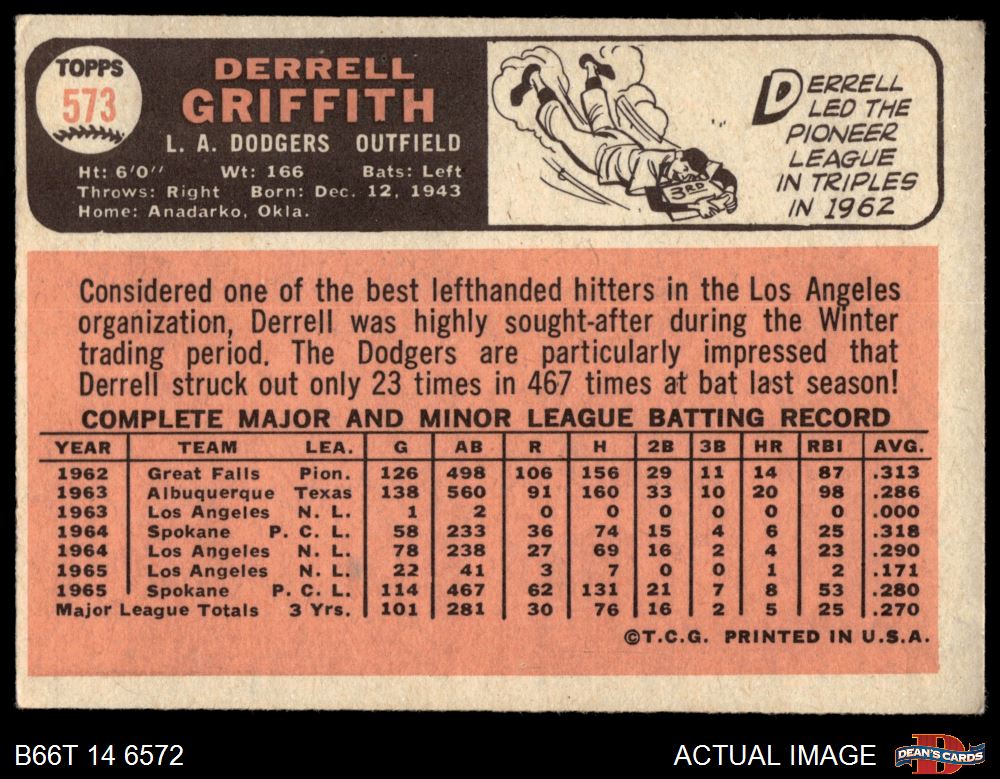 TOPPS
573
DERRELL
GRIFFITH
L. A. DODGERS OUTFIELD
Ht: 6'0'' Wt: 166 Bats: Left
Throws: Right Born: Dec. 12, 1943
Home: Anadarko, Okla.
3RD
DERRELL
LED THE
PIONEER
LEAGUE
IN TRIPLES
IN 1962
Considered one of the best lefthanded hitters in the Los Angeles
organization, Derrell was highly sought-after during the Winter
trading period. The Dodgers are particularly impressed that
Derrell struck out only 23 times in 467 times at bat last season!
COMPLETE MAJOR AND MINOR LEAGUE BATTING RECORD
YEAR TEAM LEA. G AB R H 2B 3B HR RBI AVG.
1962 Great Falls Pion. 126 498 106 156 29 11 14 87 .313
1963 Albuquerque Texas 138 560 91 160 33 10 20 98 .286
1963 Los Angeles N. L. 1 2 0 0 0 0 0 0 .000
1964 Spokane P. C. L. 58 233 36 74 15 4 6 25 .318
1964 Los Angeles N. L. 78 238 27 69 16 2 4 23 .290
1965 Los Angeles N. L. 22 41 3 7 0 0 1 2 .171
1965 Spokane P. C. L. 114 467 62 131 21 7 8 53 .280
Major League Totals 3 Yrs. 101 281 30 76 16 2 5 25 .270
©T.C.G. PRINTED IN U.S.A.
B66T 14 6572
ACTUAL IMAGE
D
DEAN'S CARDS